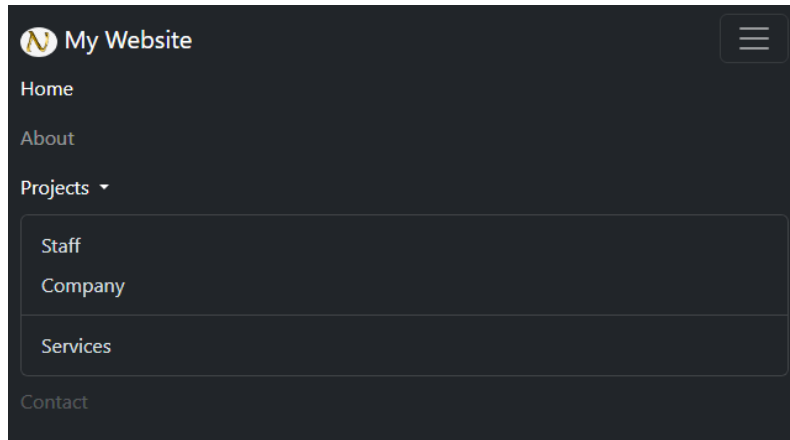 N My Website
Home
About
Projects
Staff
Company
Services
Contact